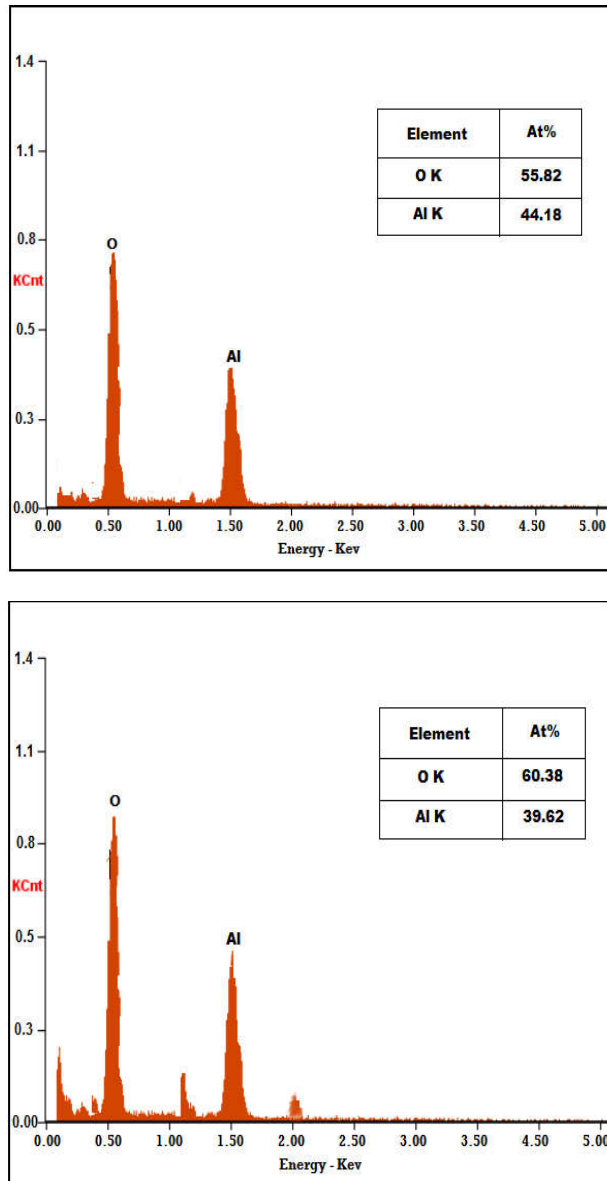 1.4
1.1
0.8
0.5
0.3
0.00
KCnt
O
Al
Element At%
O K 55.82
Al K 44.18
0.00 0.50 1.00 1.50 2.00 2.50 3.00 3.50 4.50 5.00
Energy - Kev
1.4
1.1
0.8
0.5
0.3
0.00
KCnt
O
Al
Element At%
O K 60.38
Al K 39.62
0.00 0.50 1.00 1.50 2.00 2.50 3.00 3.50 4.50 5.00
Energy - Kev